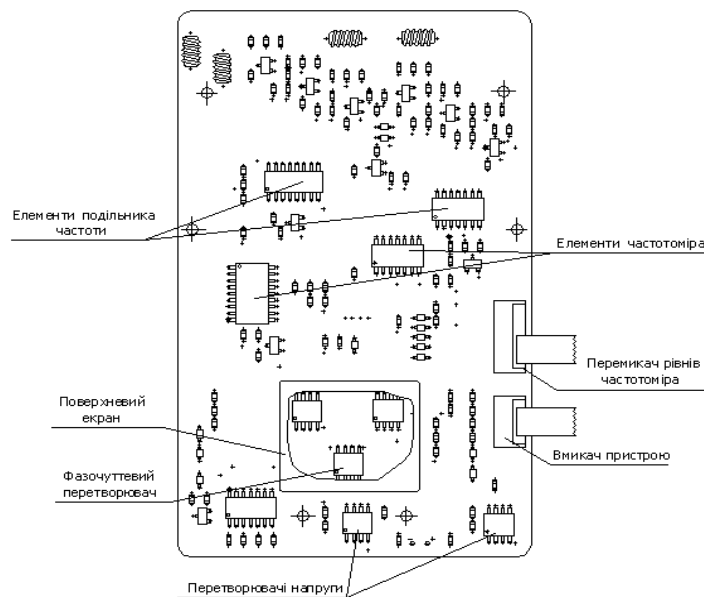 Елементи подільника
частоти
Елементи частотоміра
Перемикач рівнів
частотоміра
Поверхневий
екран
Вмикач пристрою
Фазочуттєвий
перетворювач
Перетворювачі напруги